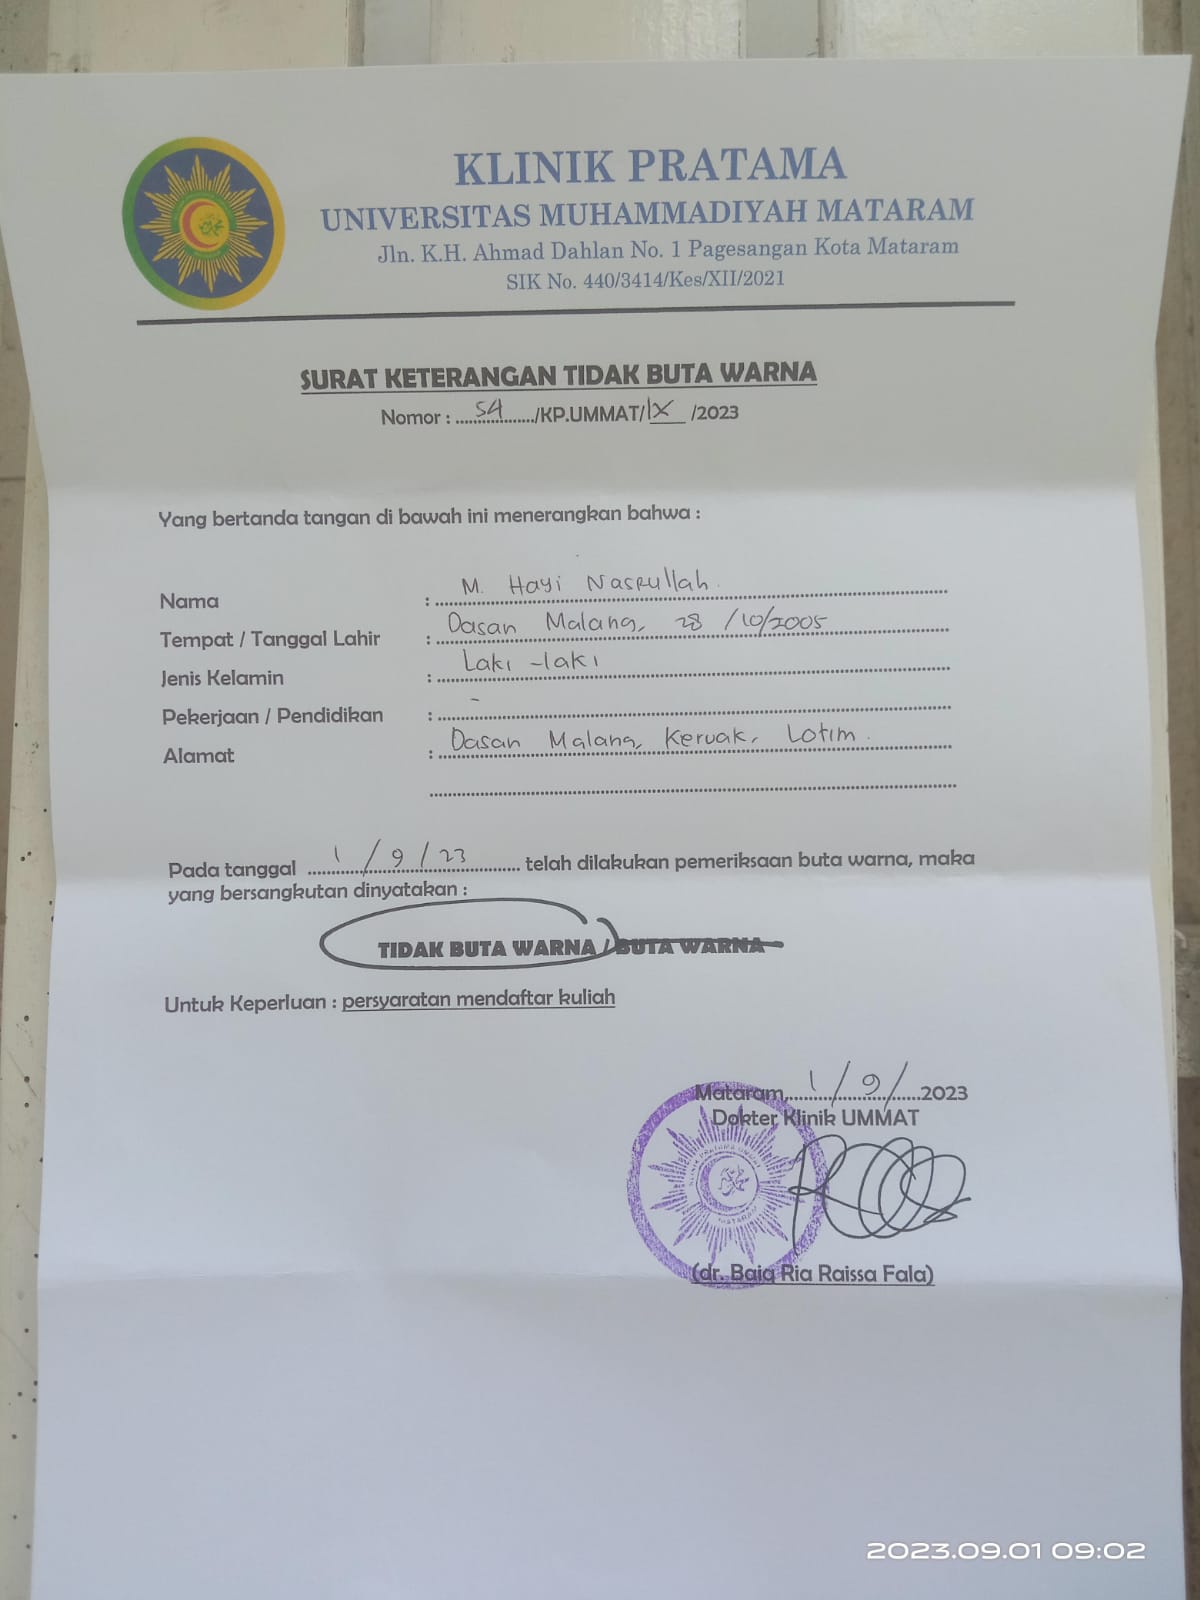 KLINIK PRATAMA
UNIVERSITAS MUHAMMADIYAH MATARAM
Jln. K.H. Ahmad Dahlan No. 1 Pagesangan Kota Mataram
SIK No. 440/3414/Kes/XII/2021
SURAT KETERANGAN TIDAK BUTA WARNA
Nomor : 54 /KP.UMMAT/ IX /2023
Yang bertanda tangan di bawah ini menerangkan bahwa :
Nama : M. Hayi Nasrullah.
Tempat / Tanggal Lahir : Dasan Malang, 28 /10/2005
Jenis Kelamin : Laki -laki
Pekerjaan / Pendidikan : -
Alamat : Dasan Malang, Keruak, Lotim.
Pada tanggal 1 / 9 / 23 telah dilakukan pemeriksaan buta warna, maka
yang bersangkutan dinyatakan :
TIDAK BUTA WARNA / BUTA WARNA
Untuk Keperluan : persyaratan mendaftar kuliah
Mataram, 1 / 9 / 2023
Dokter Klinik UMMAT
(dr. Baiq Ria Raissa Fala)
2023.09.01 09:02